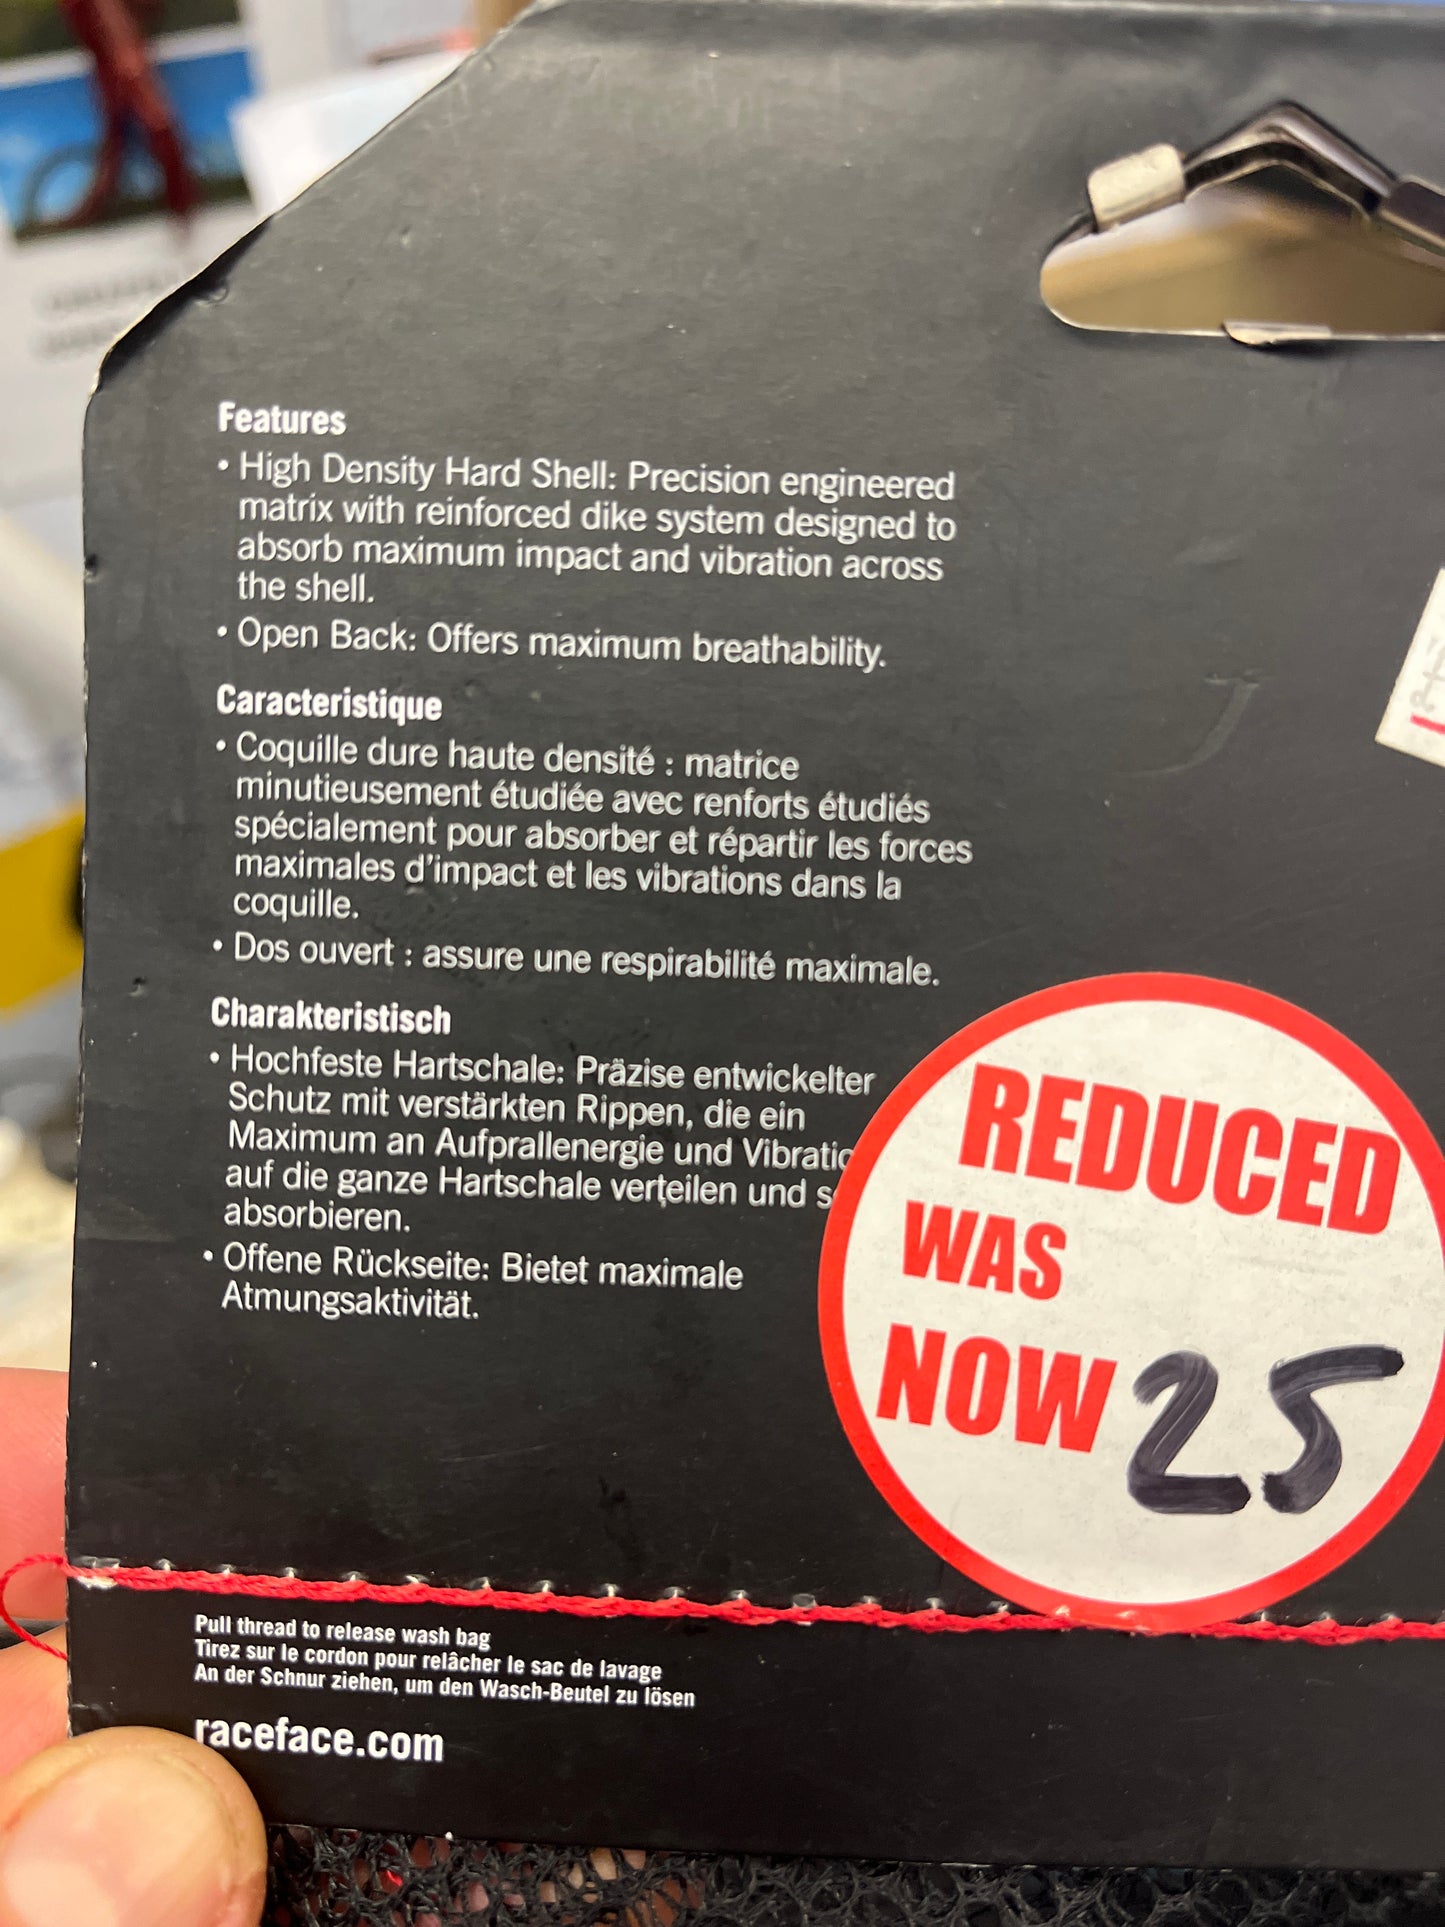 Features
• High Density Hard Shell: Precision engineered
matrix with reinforced dike system designed to
absorb maximum impact and vibration across
the shell.
• Open Back: Offers maximum breathability.
Caracteristique
• Coquille dure haute densité : matrice
minutieusement étudiée avec renforts étudiés
spécialement pour absorber et répartir les forces
maximales d'impact et les vibrations dans la
coquille.
• Dos ouvert : assure une respirabilité maximale.
Charakteristisch
• Hochfeste Hartschale: Präzise entwickelter
Schutz mit verstärkten Rippen, die ein
Maximum an Aufprallenergie und
auf die ganze Hartschale verteilen und
absorbieren.
• Offene Rückseite: Bietet maximale
Atmungsaktivität.
REDUCED
WAS
NOW 25
Pull thread to release wash bag
Tirez sur le cordon pour relâcher le sac de lavage
An der Schnur ziehen, um den Wasch-Beutel zu lösen
raceface.com